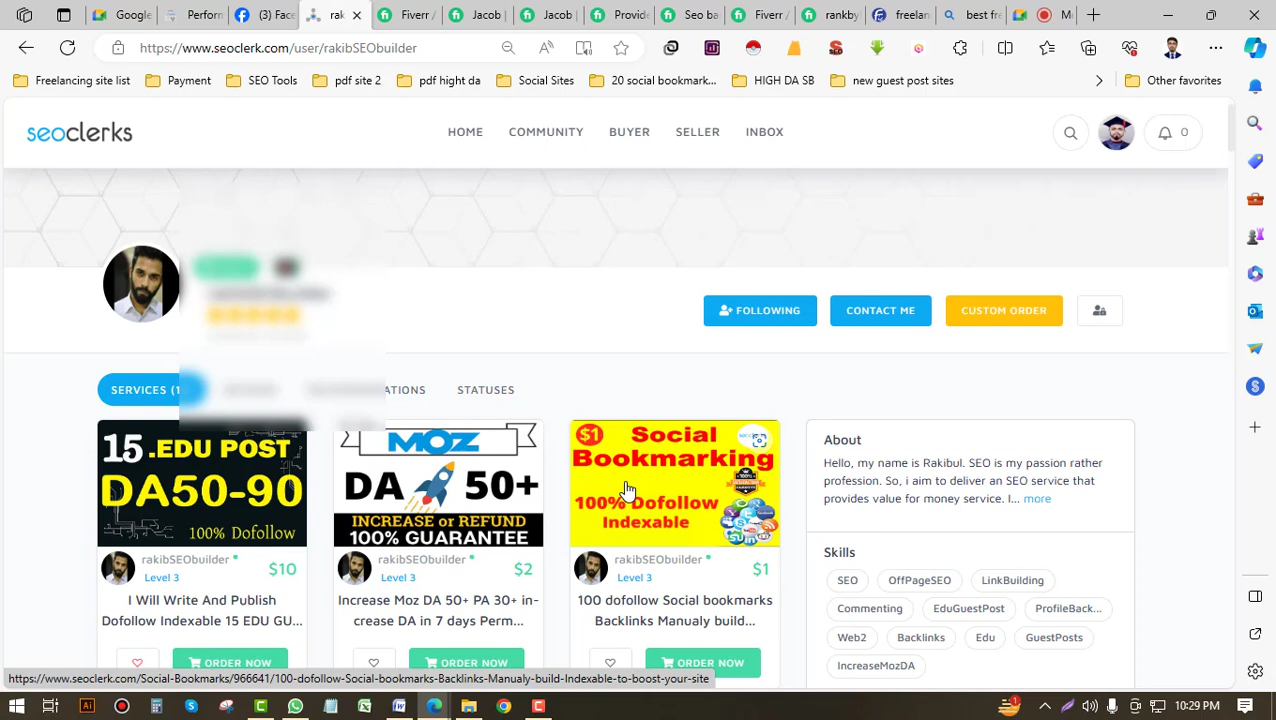 rak
(3) Face
Perforn
Fiverr /
Jacob
Jacob
Provide
Seo ba
Fiverr /
rankby
freelan
best fre
https://www.seoclerk.com/user/rakibSEObuilder
Freelancing site list
Payment
SEO Tools
pdf site 2
pdf hight da
Social Sites
20 social bookmark...
HIGH DA SB
new guest post sites
Other favorites
seoclerks
HOME
COMMUNITY
BUYER
SELLER
INBOX
0
FOLLOWING
CONTACT ME
CUSTOM ORDER
SERVICES (1
ATIONS
STATUSES
15 .EDU POST
DA50-90
100% Dofollow
rakibSEObuilder
Level 3
$10
I Will Write And Publish
Dofollow Indexable 15 EDU GU...
ORDER NOW
MOZ
DA 50+
INCREASE or REFUND
100% GUARANTEE
rakibSEObuilder
Level 3
$2
Increase Moz DA 50+ PA 30+ in-
crease DA in 7 days Perm...
ORDER NOW
$1 Social
Bookmarking
100% Dofollow
Indexable
rakibSEObuilder
Level 3
$1
100 dofollow Social bookmarks
Backlinks Manualy build...
ORDER NOW
About
Hello, my name is Rakibul. SEO is my passion rather
profession. So, i aim to deliver an SEO service that
provides value for money service. I... more
Skills
SEO
OffPageSEO
LinkBuilding
Commenting
EduGuestPost
ProfileBack...
Web2
Backlinks
Edu
GuestPosts
IncreaseMozDA
https://www.seoclerk.com/Social-Bookmarks/966641/100-dofollow-Social-bookmarks-Backlinks-Manualy-build-Indexable-to-boost-your-site
10:29 PM